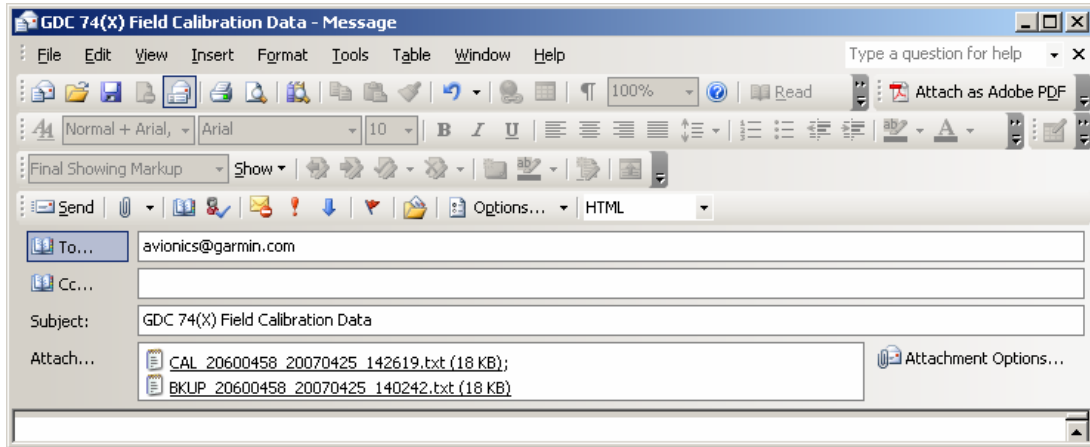 GDC 74(X) Field Calibration Data - Message
File Edit View Insert Format Tools Table Window Help Type a question for help
100% Read Attach as Adobe PDF
Normal + Arial, Arial 10 B I U A
Final Showing Markup Show
Send Options... HTML
To... avionics@garmin.com
Cc...
Subject: GDC 74(X) Field Calibration Data
Attach... CAL_20600458_20070425_142619.txt (18 KB); Attachment Options...
BKUP_20600458_20070425_140242.txt (18 KB)